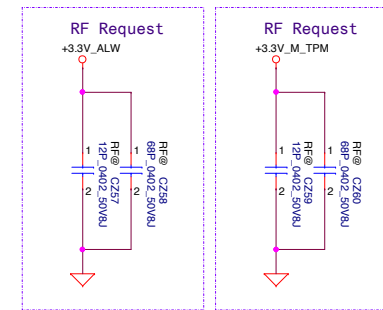 RF Request
+3.3V_ALW
1
2
RF@ CZ57
12P_0402_50V8J
1
2
RF@ CZ58
68P_0402_50V8J
RF Request
+3.3V_M_TPM
1
2
RF@ CZ59
12P_0402_50V8J
1
2
RF@ CZ60
68P_0402_50V8J